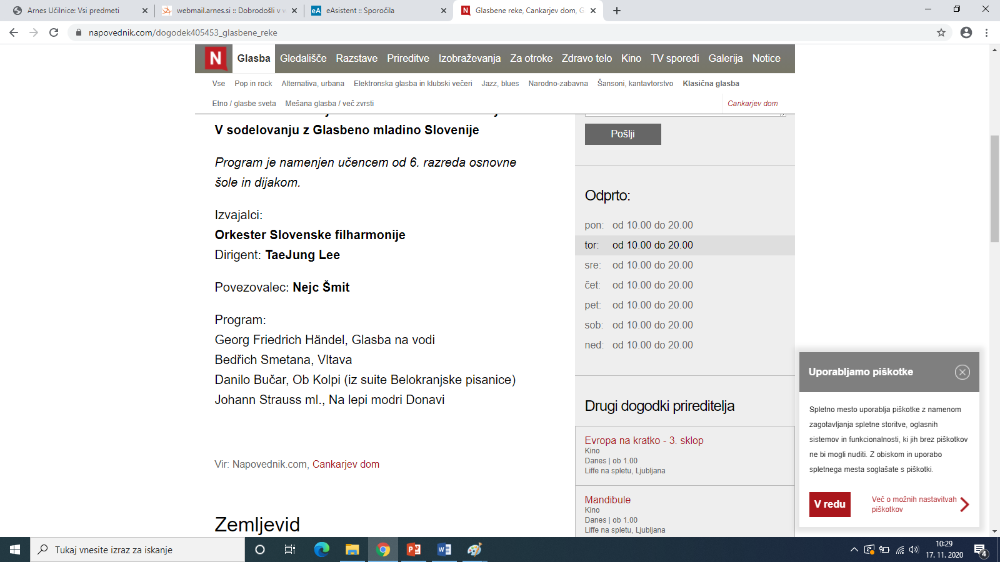 Arnes Učilnice: Vsi predmeti
webmail.arnes.si :: Dobrodošli v w
eA eAsistent :: Sporočila
N Glasbene reke, Cankarjev dom, G
napovednik.com/dogodek405453_glasbene_reke
N Glasba Gledališče Razstave Prireditve Izobraževanja Za otroke Zdravo telo Kino TV sporedi Galerija Notice
Vse Pop in rock Alternativa, urbana Elektronska glasba in klubski večeri Jazz, blues Narodno-zabavna Šansoni, kantavtorstvo Klasična glasba
Etno / glasbe sveta Mešana glasba / več zvrsti Cankarjev dom
V sodelovanju z Glasbeno mladino Slovenije
Program je namenjen učencem od 6. razreda osnovne
šole in dijakom.
Izvajalci:
Orkester Slovenske filharmonije
Dirigent: TaeJung Lee
Povezovalec: Nejc Šmit
Program:
Georg Friedrich Händel, Glasba na vodi
Bedřich Smetana, Vltava
Danilo Bučar, Ob Kolpi (iz suite Belokranjske pisanice)
Johann Strauss ml., Na lepi modri Donavi
Vir: Napovednik.com, Cankarjev dom
Zemljevid
Pošlji
Odprto:
pon: od 10.00 do 20.00
tor: od 10.00 do 20.00
sre: od 10.00 do 20.00
čet: od 10.00 do 20.00
pet: od 10.00 do 20.00
sob: od 10.00 do 20.00
ned: od 10.00 do 20.00
Drugi dogodki prireditelja
Evropa na kratko - 3. sklop
Kino
Danes | ob 1.00
Liffe na spletu, Ljubljana
Mandibule
Kino
Danes | ob 1.00
Liffe na spletu, Ljubljana
Uporabljamo piškotke
Spletno mesto uporablja piškotke z namenom
zagotavljanja spletne storitve, oglasnih
sistemov in funkcionalnosti, ki jih brez piškotkov
ne bi mogli nuditi. Z obiskom in uporabo
spletnega mesta soglašate s piškotki.
V redu
Več o možnih nastavitvah
piškotkov
Tukaj vnesite izraz za iskanje
10:29
17. 11. 2020
4